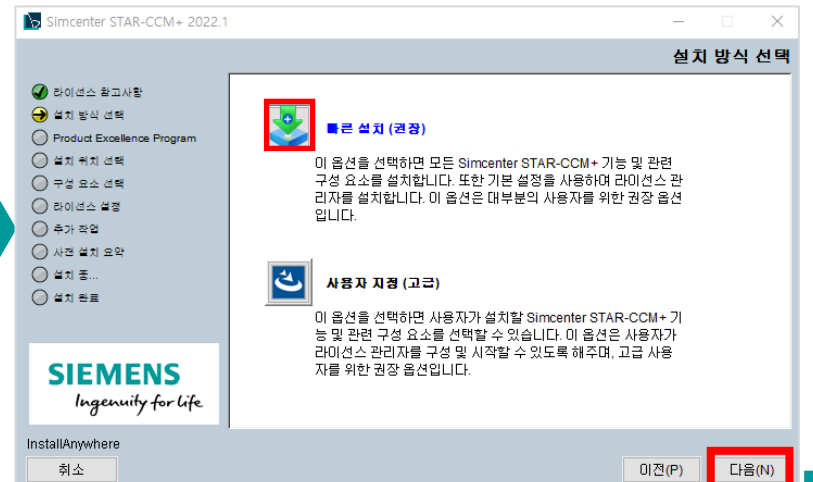 Simcenter STAR-CCM+ 2022.1
설치 방식 선택
라이선스 참고사항
설치 방식 선택
Product Excellence Program
설치 위치 선택
구성 요소 선택
라이선스 설정
추가 작업
사전 설치 요약
설치 중...
설치 완료
빠른 설치 (권장)
이 옵션을 선택하면 모든 Simcenter STAR-CCM+ 기능 및 관련
구성 요소를 설치합니다. 또한 기본 설정을 사용하여 라이선스 관
리자를 설치합니다. 이 옵션은 대부분의 사용자를 위한 권장 옵션
입니다.
사용자 지정 (고급)
이 옵션을 선택하면 사용자가 설치할 Simcenter STAR-CCM+ 기
능 및 관련 구성 요소를 선택할 수 있습니다. 이 옵션은 사용자가
라이선스 관리자를 구성 및 시작할 수 있도록 해주며, 고급 사용
자를 위한 권장 옵션입니다.
SIEMENS
Ingenuity for life
InstallAnywhere
취소
이전(P)
다음(N)